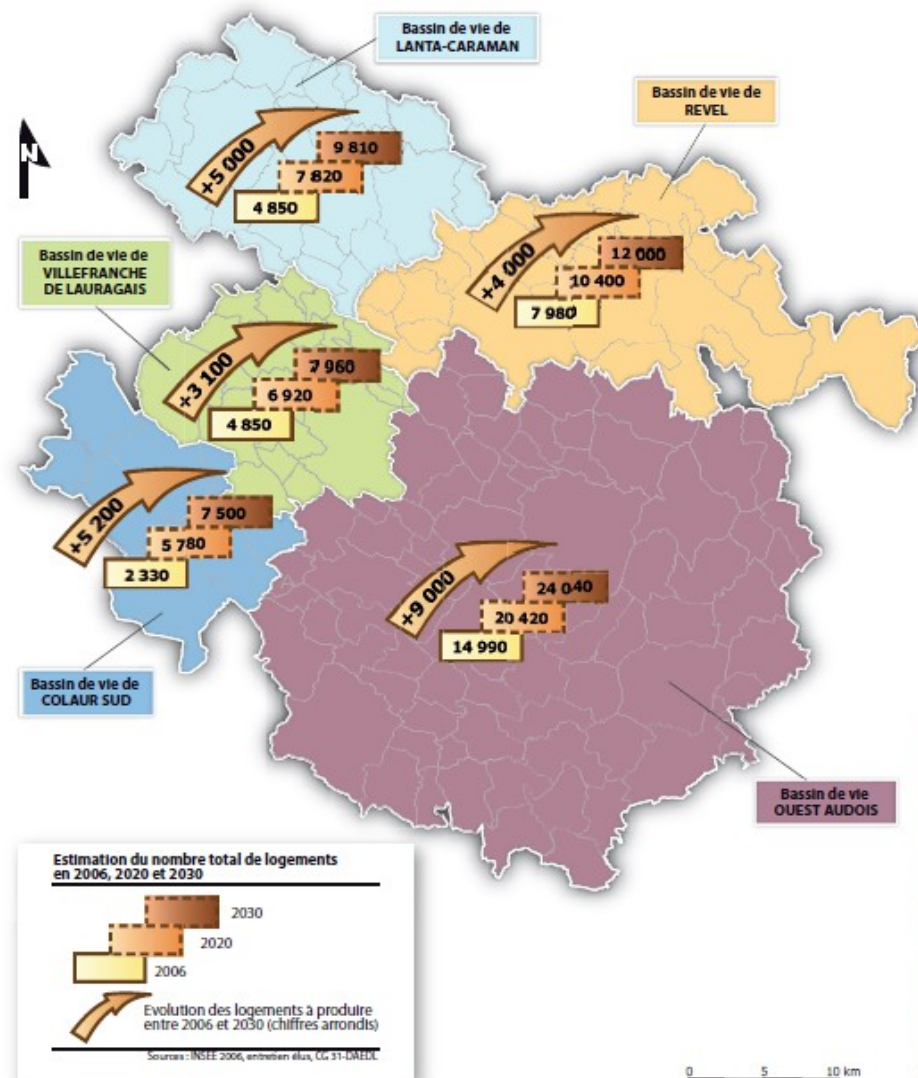 Bassin de vie de
LANTA-CARAMAN
Bassin de vie de
REVEL
N
+5 000
9 810
7 820
4 850
+4 000
12 000
10 400
7 980
Bassin de vie de
VILLEFRANCHE
DE LAURAGAIS
+3 100
7 960
6 920
4 850
+5 200
7 500
5 780
2 330
+9 000
24 040
20 420
14 990
Bassin de vie de
COLAUR SUD
Bassin de vie
OUEST AUDOIS
Estimation du nombre total de logements
en 2006, 2020 et 2030
2030
2020
2006
Evolution des logements à produire
entre 2006 et 2030 (chiffres arrondis)
Sources : INSEE 2006, entretien élus, CG 31-DAEDL
0 5 10 km